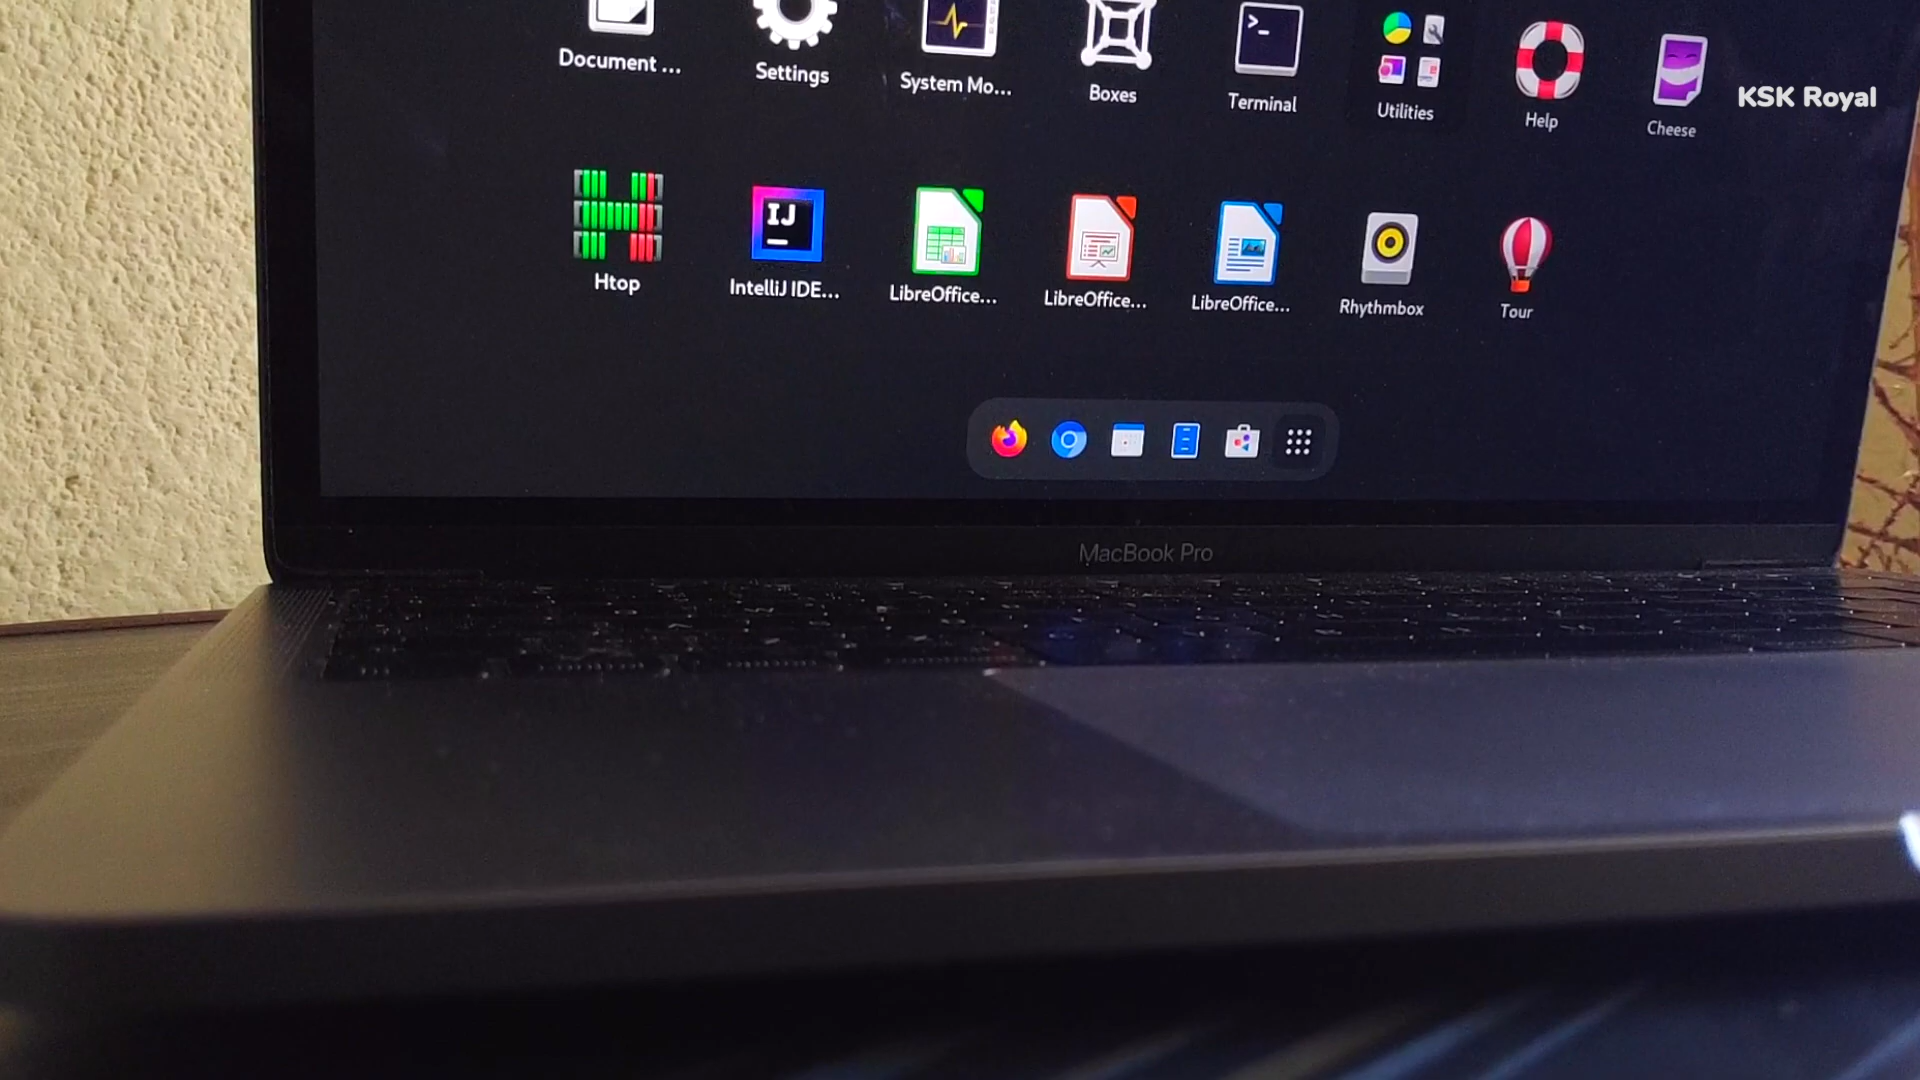 Document ...
Settings
System Mo...
Boxes
Terminal
Utilities
Help
Cheese
KSK Royal
Htop
IJ
IntelliJ IDE...
LibreOffice...
LibreOffice...
LibreOffice...
Rhythmbox
Tour
MacBook Pro